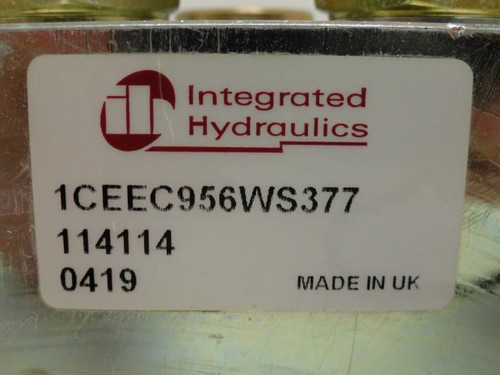 Integrated
Hydraulics
1CEEC956WS377
114114
0419
MADE IN UK